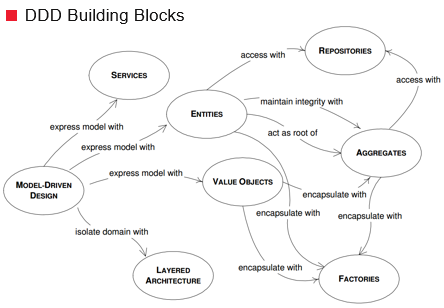 DDD Building Blocks
REPOSITORIES
access with
access with
SERVICES
maintain integrity with
ENTITIES
express model with
act as root of
express model with
AGGREGATES
express model with
VALUE OBJECTS
MODEL-DRIVEN
DESIGN
encapsulate with
encapsulate with
encapsulate with
isolate domain with
encapsulate with
LAYERED
ARCHITECTURE
FACTORIES